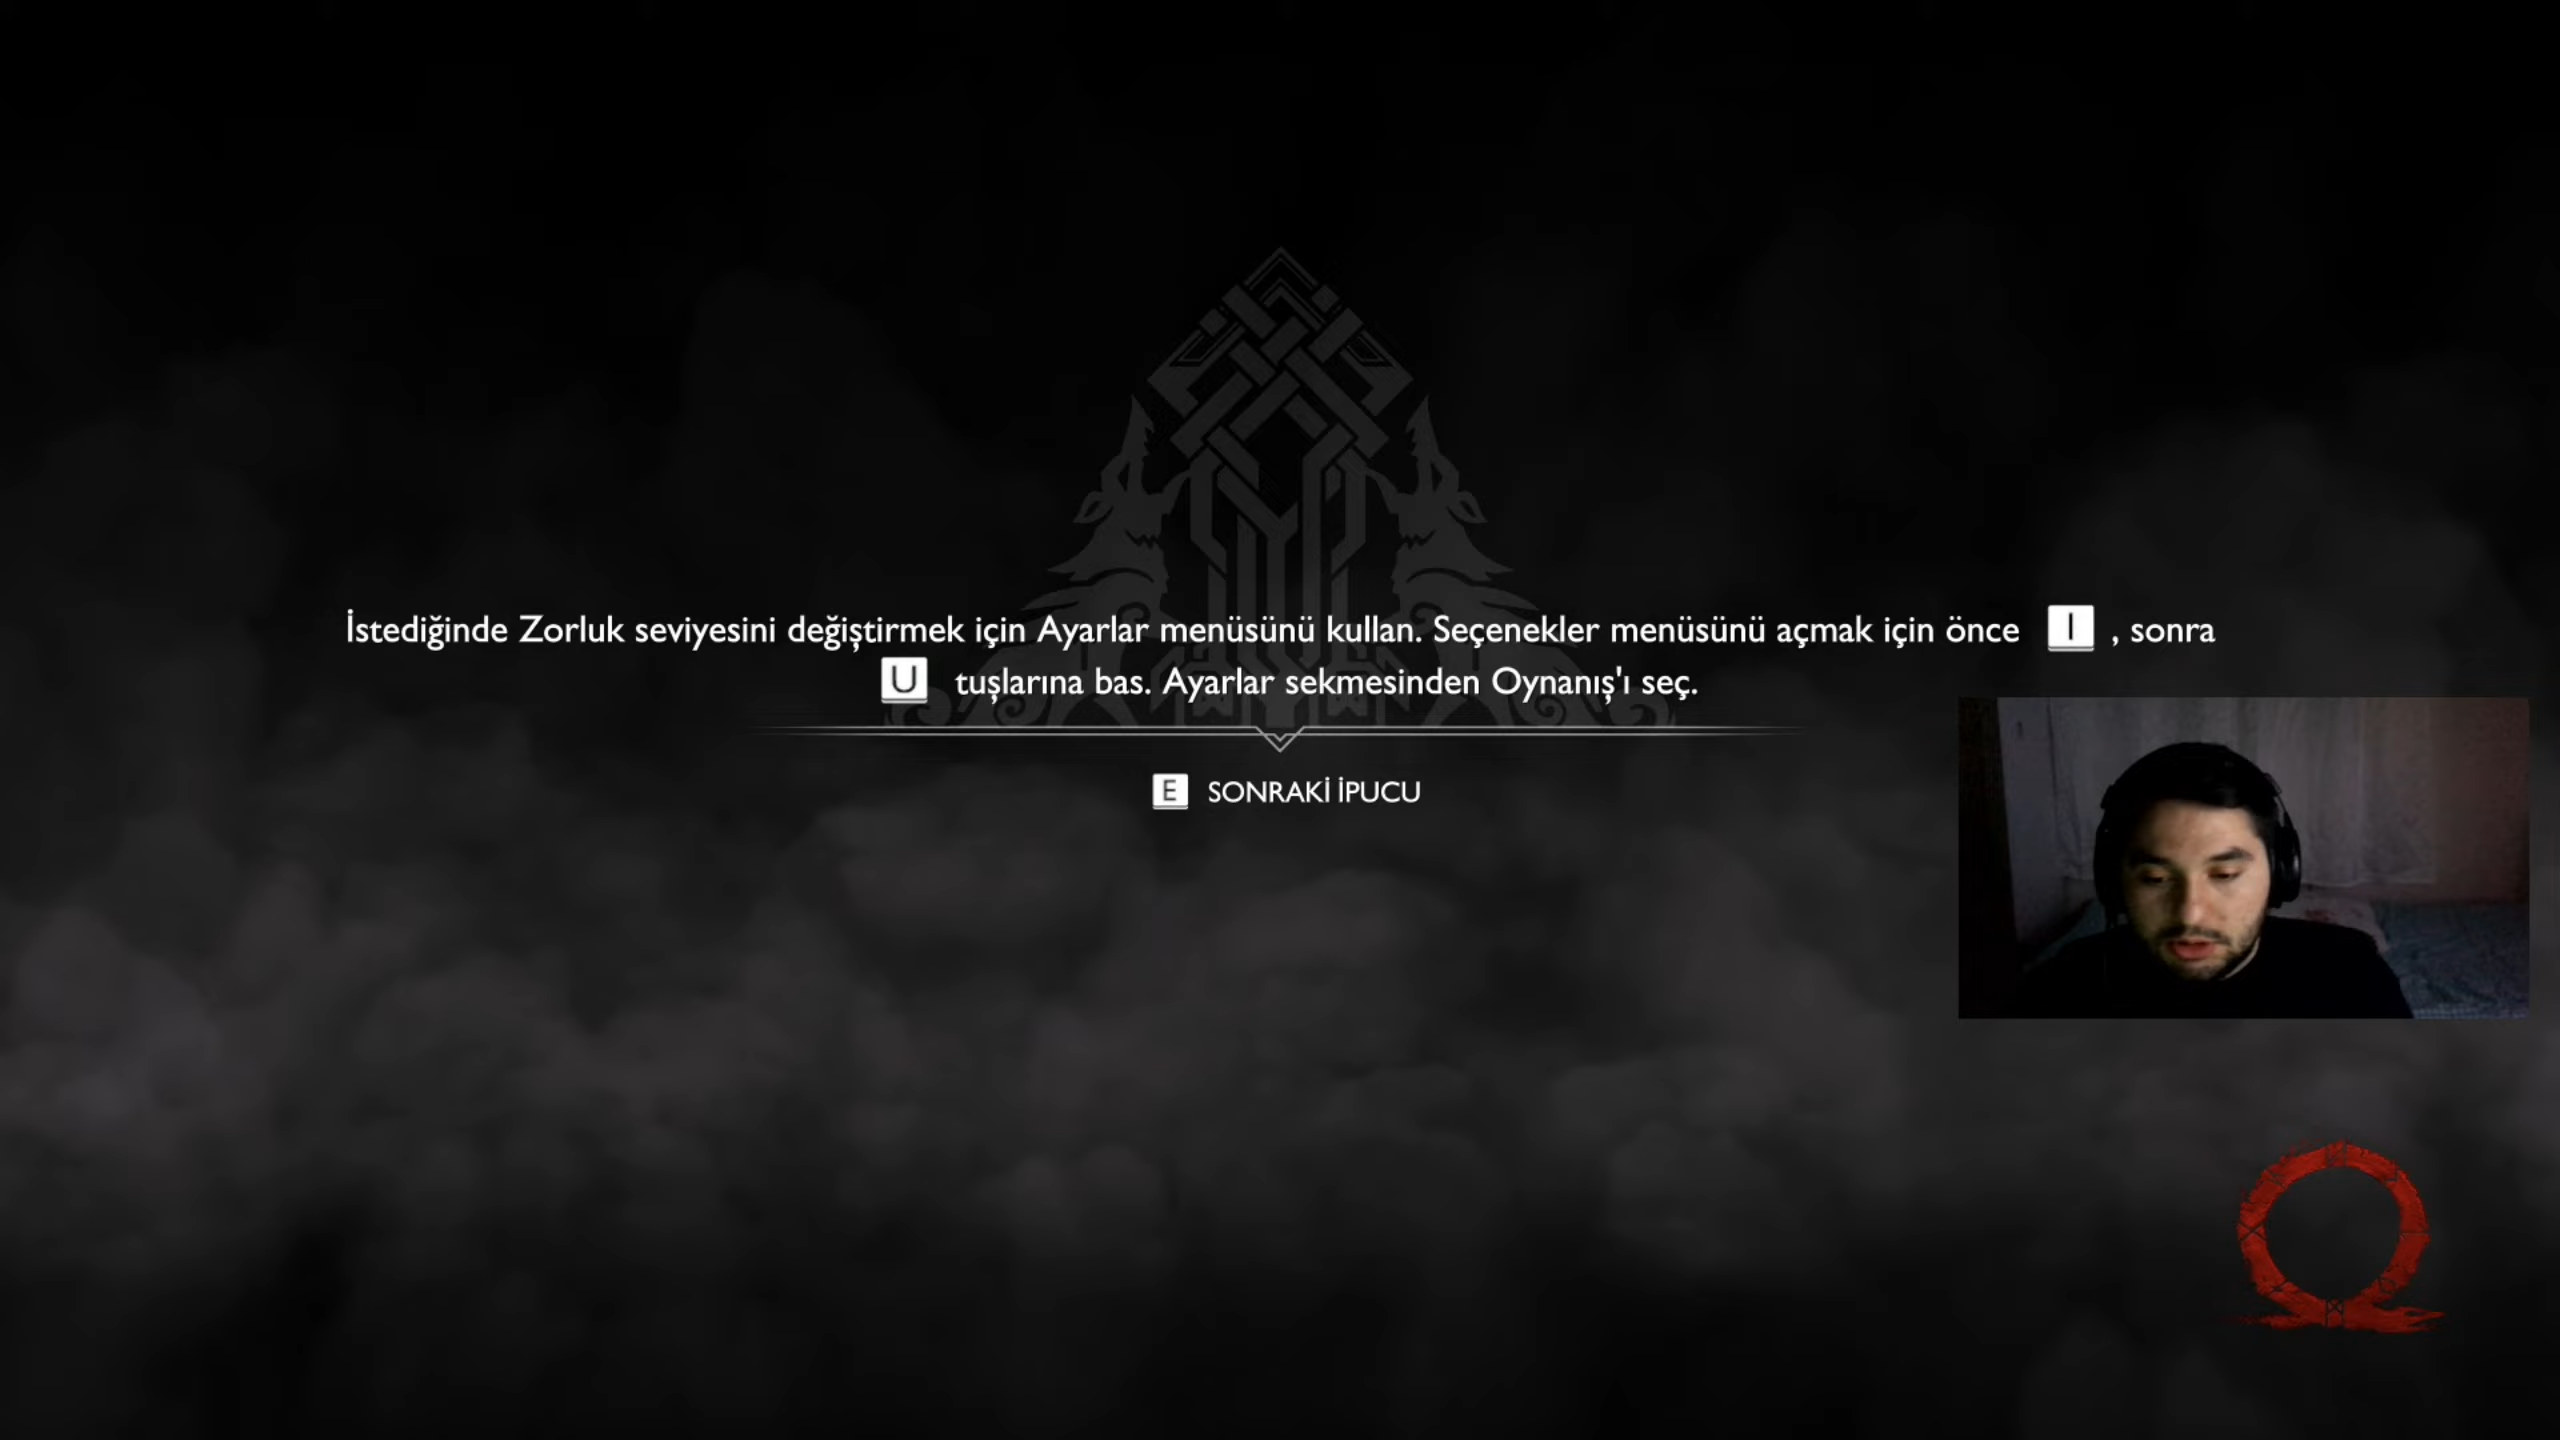 İstediğinde Zorluk seviyesini değiştirmek için Ayarlar menüsünü kullan. Seçenekler menüsünü açmak için önce I , sonra
U tuşlarına bas. Ayarlar sekmesinden Oynanış'ı seç.
E SONRAKİ İPUCU